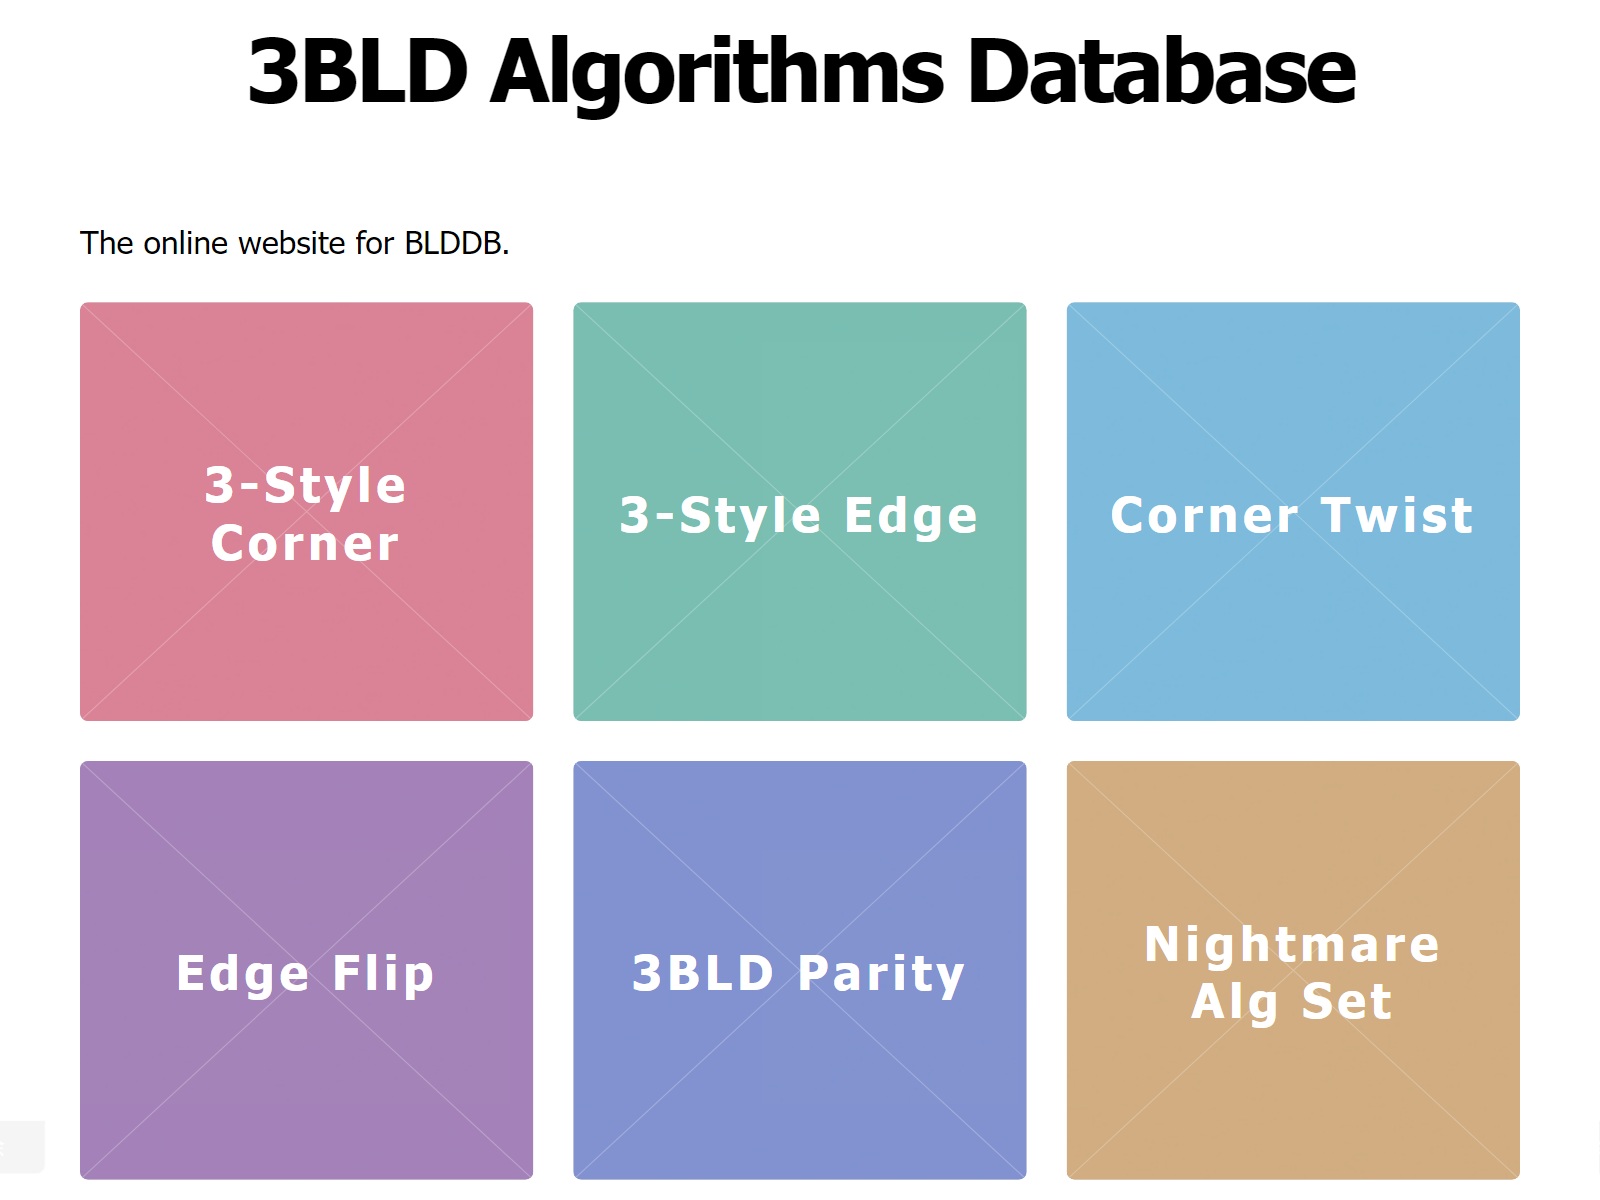 3BLD Algorithms Database
The online website for BLDDB.
3-Style
Corner
3-Style Edge
Corner Twist
Edge Flip
3BLD Parity
Nightmare
Alg Set